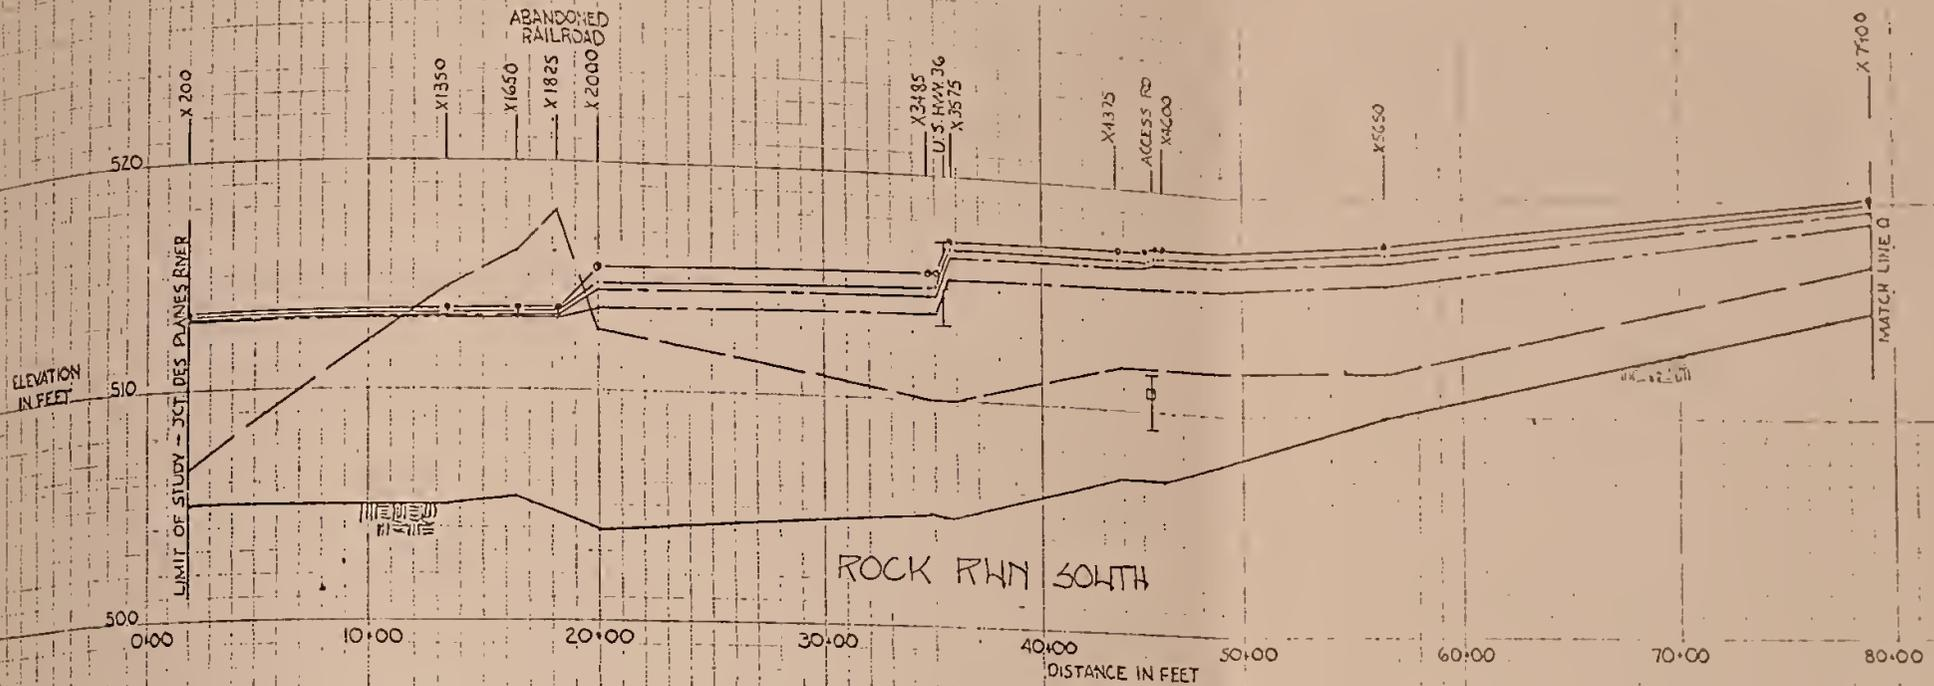 ABANDONED
RAILROAD
X 200
X1350
X1650
X1825
X2000
X3485
U.S. HWY. 36
X3575
X4375
ACCESS RD
X4600
X5650
520
ELEVATION
IN FEET
510
500
LIMIT OF STUDY - JCT. DES PLANES RIVER
MATCH LINE
ROCK RUN SOUTH
0+00
10+00
20+00
30+00
40+00
50+00
60+00
70+00
80+00
DISTANCE IN FEET